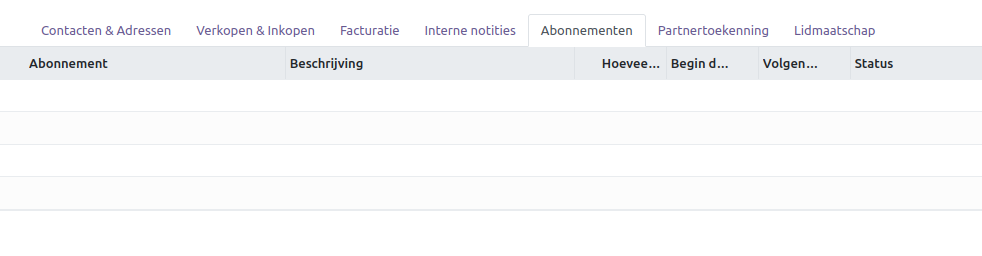 Contacten & Adressen Verkopen & Inkopen Facturatie Interne notities Abonnementen Partnertoekenning Lidmaatschap
Abonnement Beschrijving Hoevee... Begin d... Volgen... Status